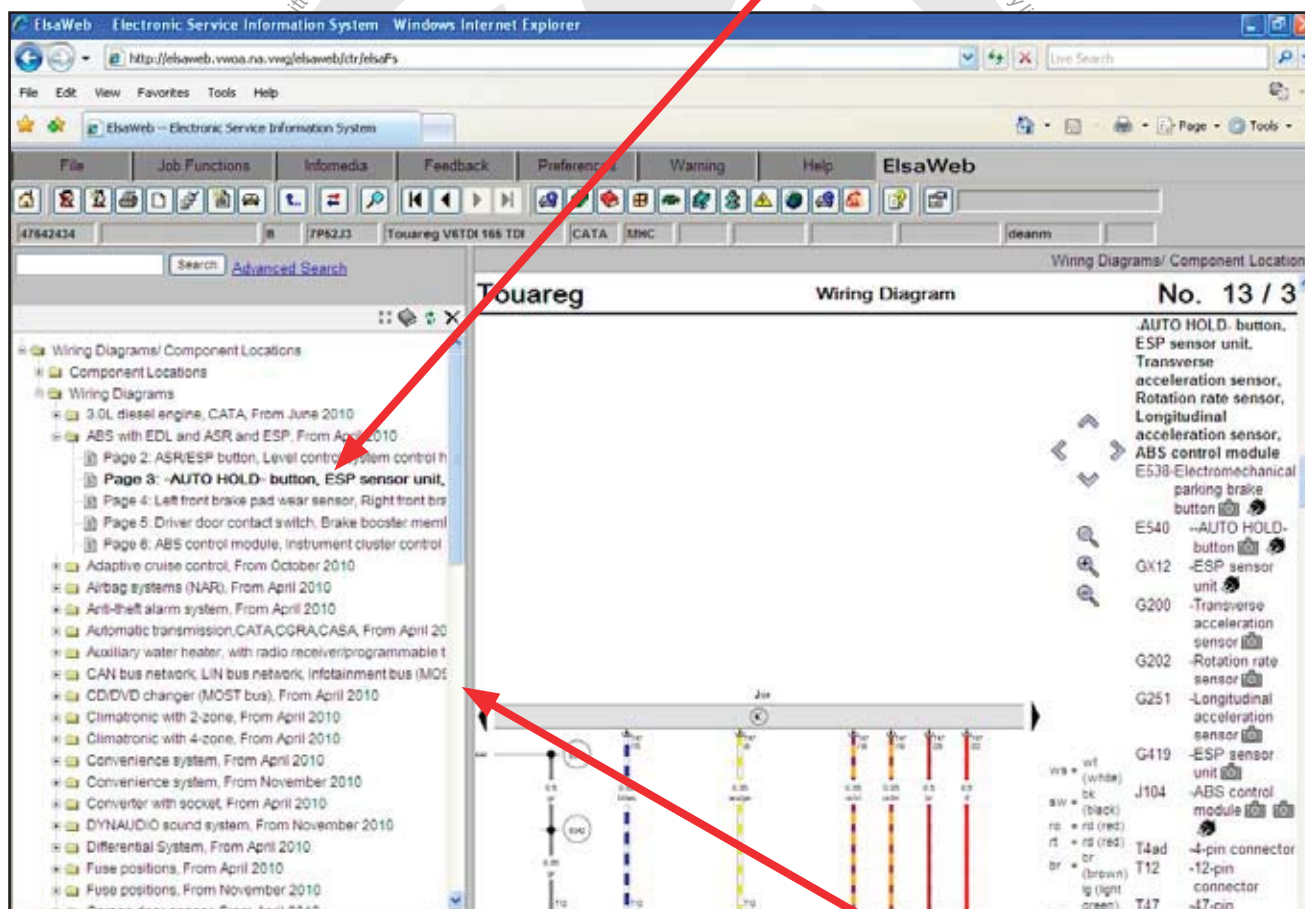 ElsaWeb Electronic Service Information System Windows Internet Explorer
http://elsaweb.vwoa.na.vwg/elsaweb/ctr/elsaFs
Live Search
File Edit View Favorites Tools Help
ElsaWeb -- Electronic Service Information System
Page Tools
File Job Functions Infomedia Feedback Preferences Warning Help ElsaWeb
47642434 B 7P52J3 Touareg V6TDI 165 TDI CATA MMC deanm
Search Advanced Search
Wiring Diagrams/ Component Location
Wiring Diagrams/ Component Locations
Component Locations
Wiring Diagrams
3.0L diesel engine, CATA, From June 2010
ABS with EDL and ASR and ESP, From April 2010
Page 2: ASR/ESP button, Level control system control h
Page 3: -AUTO HOLD- button, ESP sensor unit,
Page 4: Left front brake pad wear sensor, Right front bra
Page 5: Driver door contact switch, Brake booster meml
Page 6: ABS control module, Instrument cluster control
Adaptive cruise control, From October 2010
Airbag systems (NAR), From April 2010
Anti-theft alarm system, From April 2010
Automatic transmission,CATA,CGRA,CASA, From April 20
Auxiliary water heater, with radio receiver/programmable t
CAN bus network, LIN bus network, Infotainment bus (MOS
CD/DVD changer (MOST bus), From April 2010
Climatronic with 2-zone, From April 2010
Climatronic with 4-zone, From April 2010
Convenience system, From April 2010
Convenience system, From November 2010
Converter with socket, From April 2010
DYNAUDIO sound system, From November 2010
Differential System, From April 2010
Fuse positions, From April 2010
Fuse positions, From November 2010
Touareg Wiring Diagram No. 13 / 3
-AUTO HOLD- button,
ESP sensor unit,
Transverse
acceleration sensor,
Rotation rate sensor,
Longitudinal
acceleration sensor,
ABS control module
E538-Electromechanical
parking brake
button
E540 --AUTO HOLD-
button
GX12 -ESP sensor
unit
G200 -Transverse
acceleration
sensor
G202 -Rotation rate
sensor
G251 -Longitudinal
acceleration
sensor
G419 -ESP sensor
unit
J104 -ABS control
module
T4ad -4-pin connector
T12 -12-pin
connector
T47 -47-pin
ws = wt
(white)
sw = bk
(black)
ro = rd (red)
rt = rd (red)
br = br
(brown)
lg (light
green),